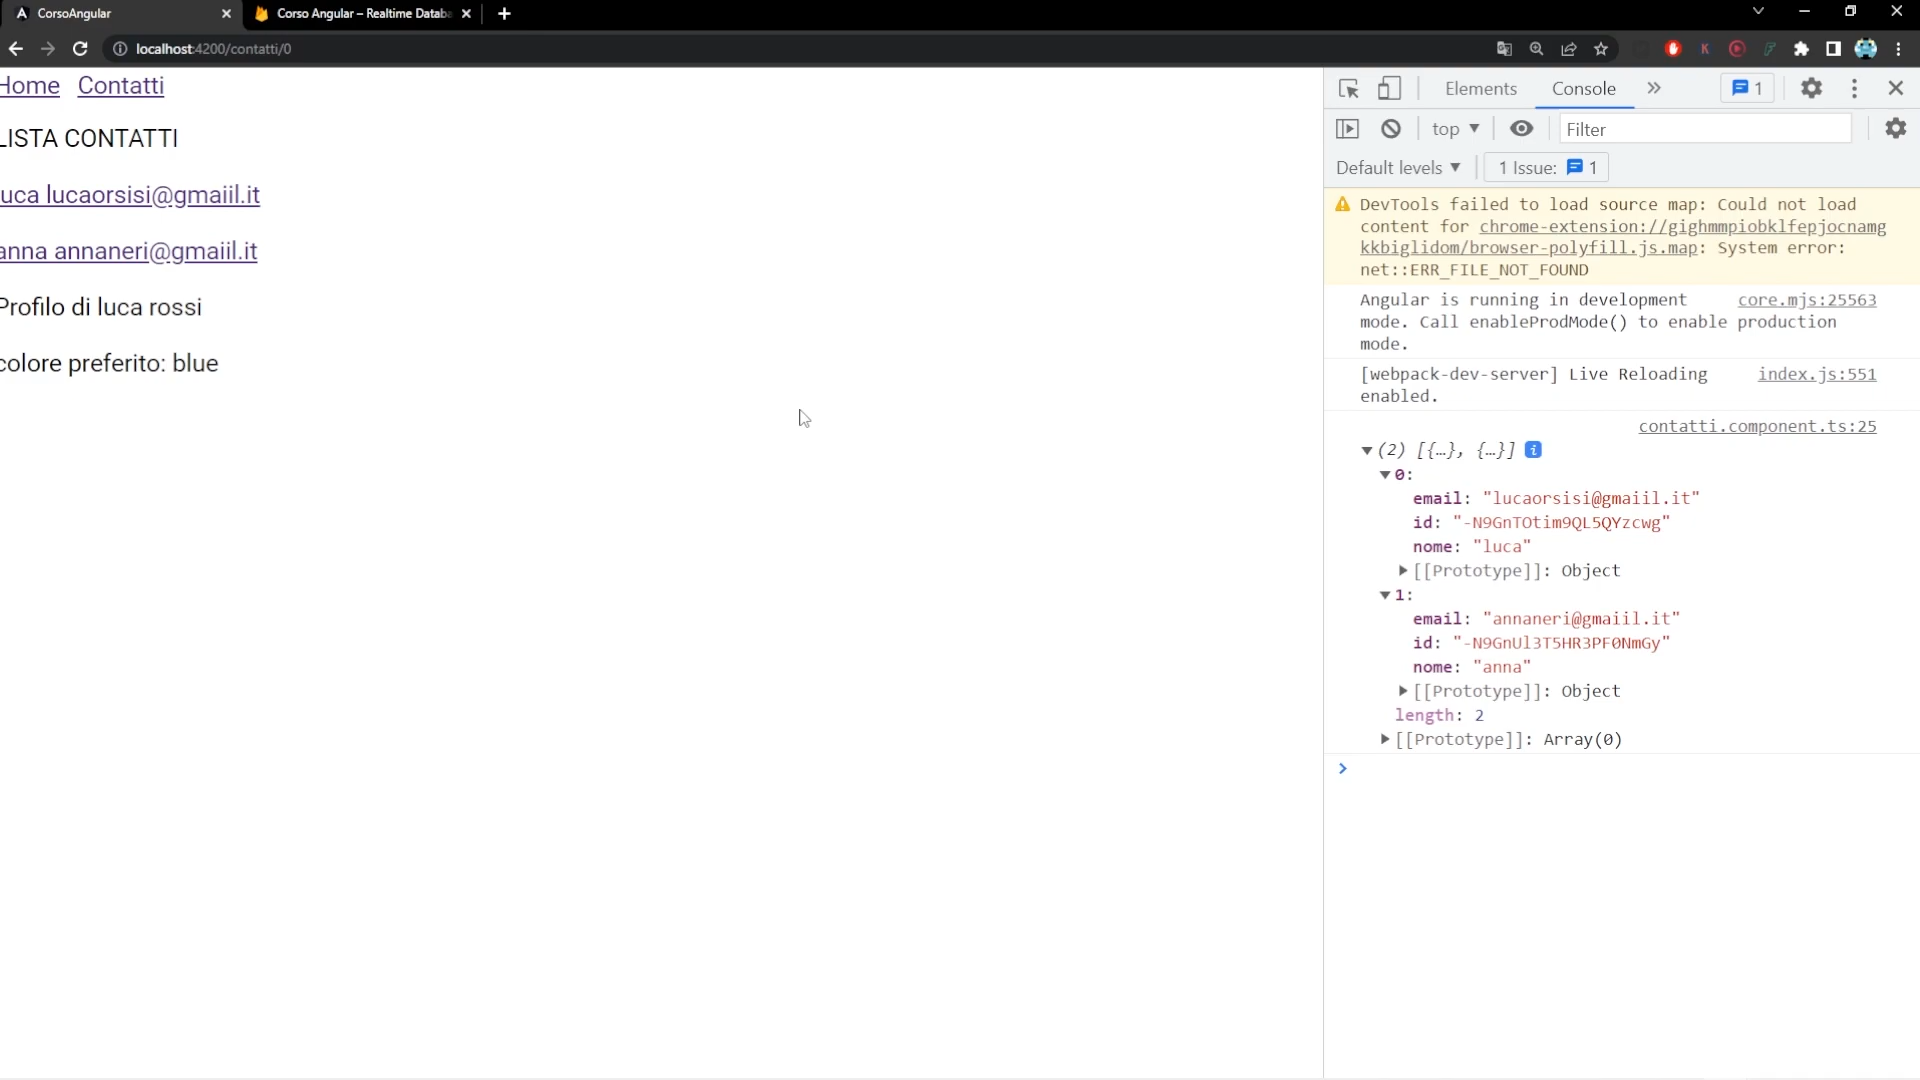 CorsoAngular
Corso Angular – Realtime Databa
localhost:4200/contatti/0
Home Contatti
LISTA CONTATTI
luca lucaorsisi@gmaiil.it
anna annaneri@gmaiil.it
Profilo di luca rossi
colore preferito: blue
Elements Console 1
top Filter
Default levels 1 Issue: 1
DevTools failed to load source map: Could not load
content for chrome-extension://gighmmpiobklfepjocnamg
kkbiglidom/browser-polyfill.js.map: System error:
net::ERR_FILE_NOT_FOUND
Angular is running in development core.mjs:25563
mode. Call enableProdMode() to enable production
mode.
[webpack-dev-server] Live Reloading index.js:551
enabled.
contatti.component.ts:25
(2) [{…}, {…}]
0:
email: "lucaorsisi@gmaiil.it"
id: "-N9GnTOtim9QL5QYzcwg"
nome: "luca"
[[Prototype]]: Object
1:
email: "annaneri@gmaiil.it"
id: "-N9GnUl3T5HR3PF0NmGy"
nome: "anna"
[[Prototype]]: Object
length: 2
[[Prototype]]: Array(0)